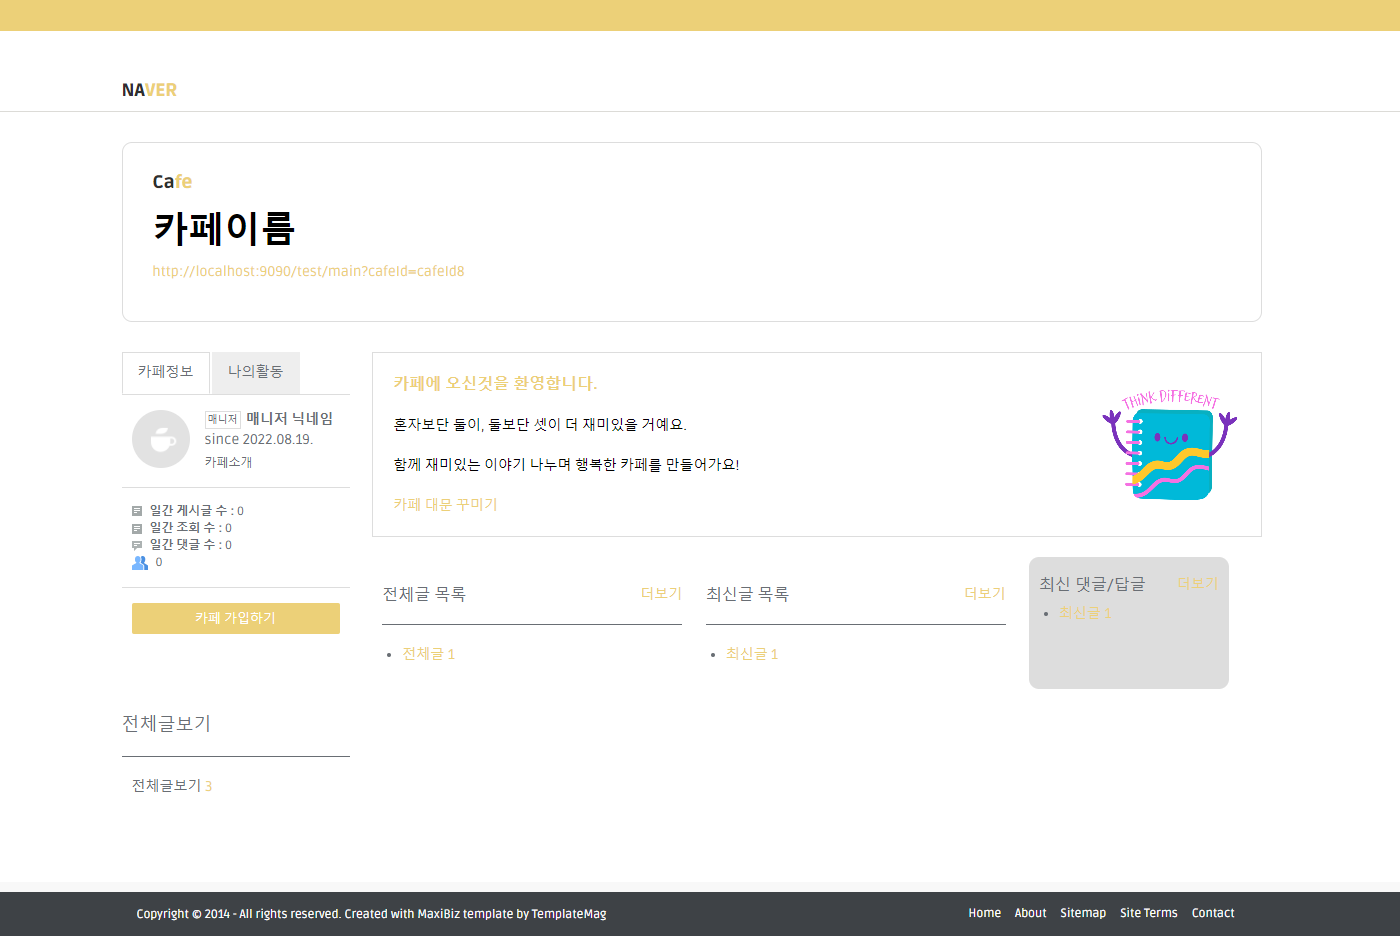 NAVER
Cafe
카페이름
http://localhost:9090/test/main?cafeId=cafeId8
카페정보
나의활동
매니저 매니저 닉네임
since 2022.08.19.
카페소개
일간 게시글 수 : 0
일간 조회 수 : 0
일간 댓글 수 : 0
0
카페 가입하기
전체글보기
전체글보기 3
카페에 오신것을 환영합니다.
혼자보단 둘이, 둘보단 셋이 더 재미있을 거예요.
함께 재미있는 이야기 나누며 행복한 카페를 만들어가요!
카페 대문 꾸미기
THINK DIFFERENT
전체글 목록 더보기
• 전체글 1
최신글 목록 더보기
• 최신글 1
최신 댓글/답글 더보기
• 최신글 1
Copyright © 2014 - All rights reserved. Created with MaxiBiz template by TemplateMag
Home About Sitemap Site Terms Contact